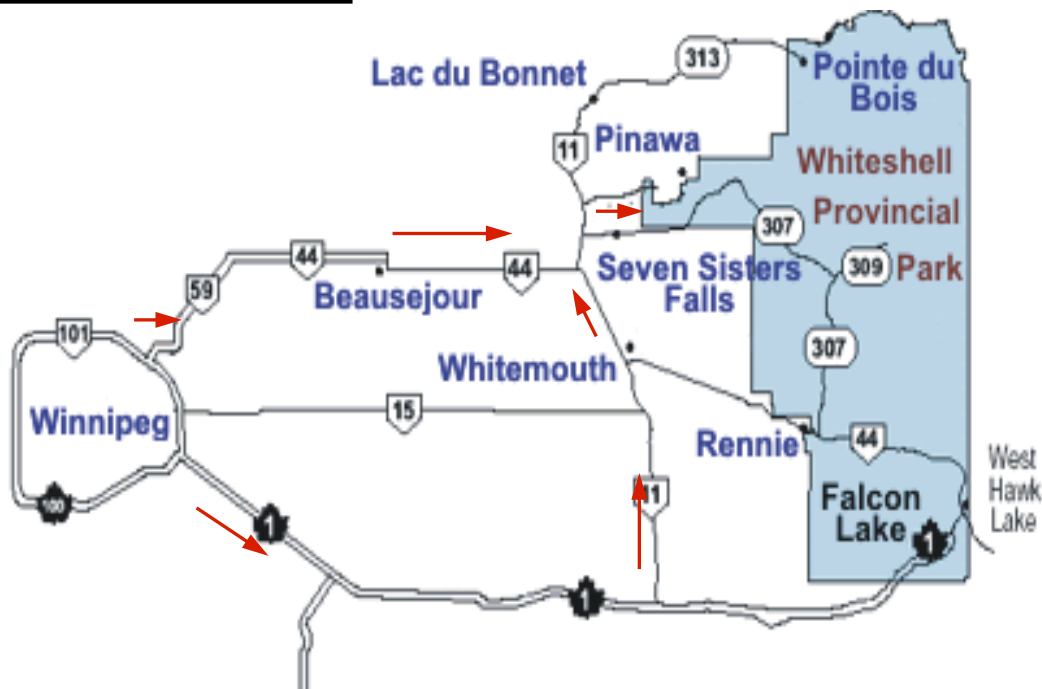 313
Lac du Bonnet
Pointe du
Bois
11
Pinawa
Whiteshell
Provincial
307
44
59
44
Seven Sisters
Falls
309
Park
Beausejour
101
307
Whitemouth
15
Winnipeg
Rennie
44
West
Hawk
Lake
11
Falcon
Lake
100
1
1
1